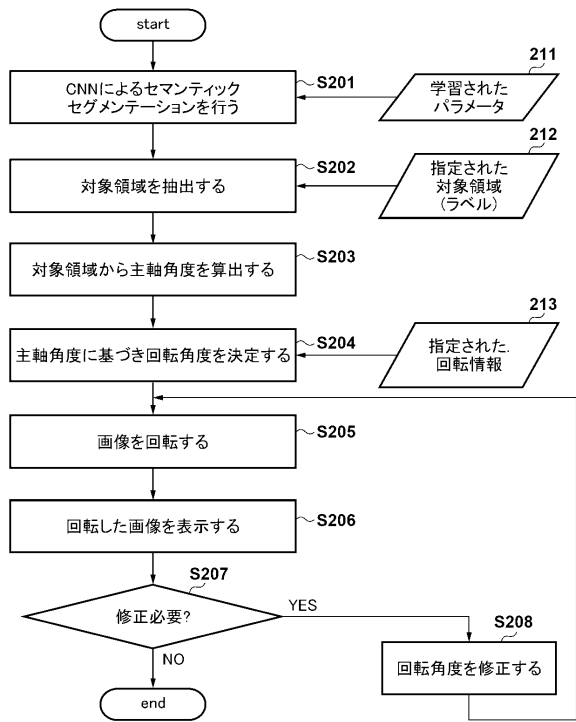 start
CNNによるセマンティック
セグメンテーションを行う
S201
学習された
パラメータ
211
対象領域を抽出する
S202
指定された
対象領域
(ラベル)
212
対象領域から主軸角度を算出する
S203
主軸角度に基づき回転角度を決定する
S204
指定された.
回転情報
213
画像を回転する
S205
回転した画像を表示する
S206
修正必要?
S207
YES
NO
回転角度を修正する
S208
end